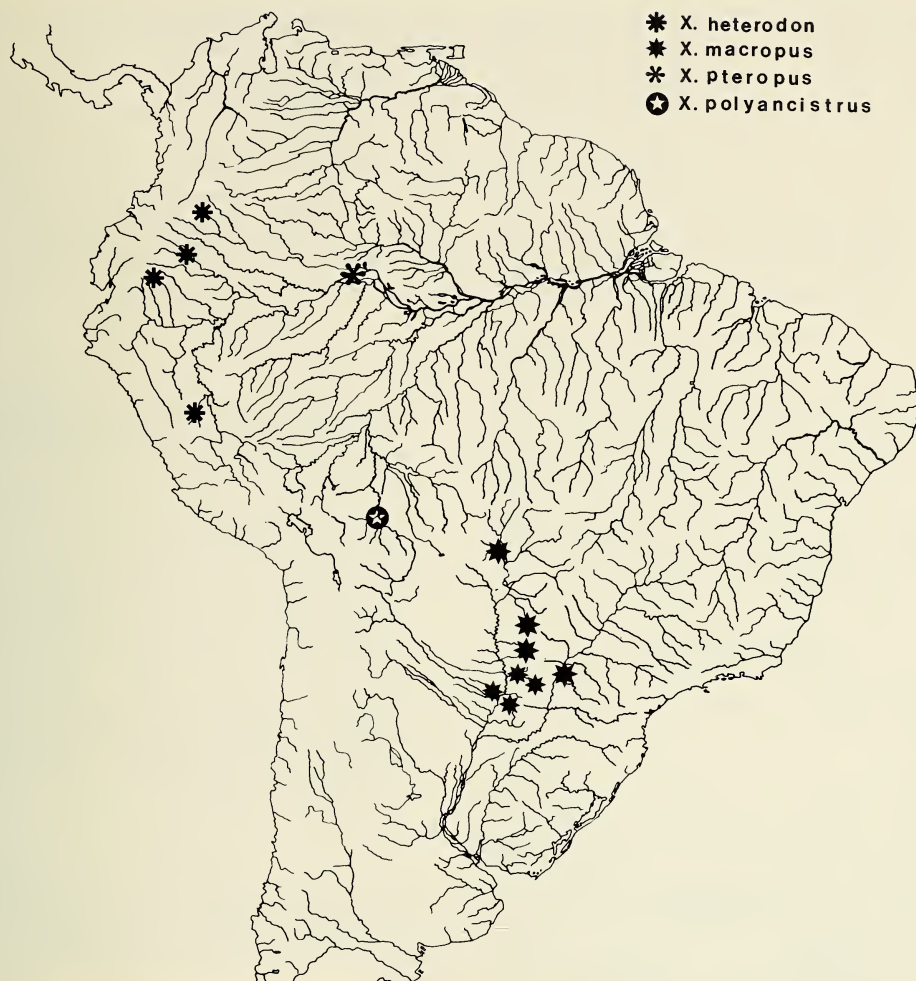 X. heterodon
X. macropus
X. pteropus
X. polyancistrus